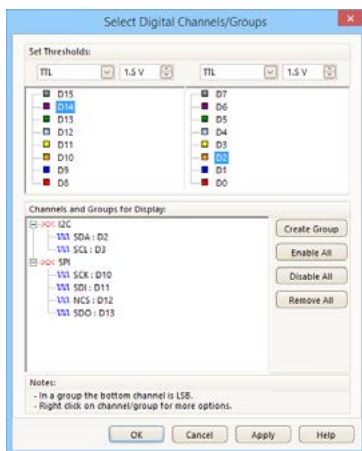 Select Digital Channels/Groups
Set Thresholds:
TTL 1.5 V TTL 1.5 V
D15 D7
D14 D6
D13 D5
D12 D4
D11 D3
D10 D2
D9 D1
D8 D0
Channels and Groups for Display:
I2C
SDA : D2
SCL : D3
SPI
SCK : D10
SDI : D11
NCS : D12
SDO : D13
Create Group
Enable All
Disable All
Remove All
Notes:
- In a group the bottom channel is LSB.
- Right click on channel/group for more options.
OK Cancel Apply Help